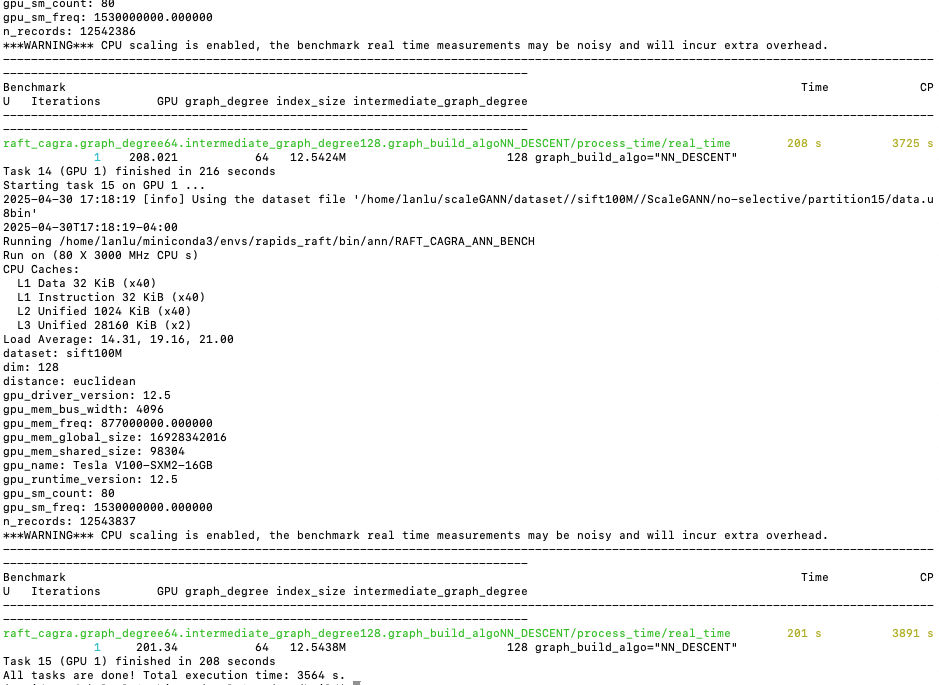 gpu_sm_count: 80
gpu_sm_freq: 1530000000.000000
n_records: 12542386
***WARNING*** CPU scaling is enabled, the benchmark real time measurements may be noisy and will incur extra overhead.
Benchmark Time CP
U Iterations GPU graph_degree index_size intermediate_graph_degree
raft_cagra.graph_degree64.intermediate_graph_degree128.graph_build_algoNN_DESCENT/process_time/real_time 208 s 3725 s
1 208.021 64 12.5424M 128 graph_build_algo="NN_DESCENT"
Task 14 (GPU 1) finished in 216 seconds
Starting task 15 on GPU 1 ...
2025-04-30 17:18:19 [info] Using the dataset file '/home/lanlu/scaleGANN/dataset//sift100M//ScaleGANN/no-selective/partition15/data.u
8bin'
2025-04-30T17:18:19-04:00
Running /home/lanlu/miniconda3/envs/rapids_raft/bin/ann/RAFT_CAGRA_ANN_BENCH
Run on (80 X 3000 MHz CPU s)
CPU Caches:
L1 Data 32 KiB (x40)
L1 Instruction 32 KiB (x40)
L2 Unified 1024 KiB (x40)
L3 Unified 28160 KiB (x2)
Load Average: 14.31, 19.16, 21.00
dataset: sift100M
dim: 128
distance: euclidean
gpu_driver_version: 12.5
gpu_mem_bus_width: 4096
gpu_mem_freq: 877000000.000000
gpu_mem_global_size: 16928342016
gpu_mem_shared_size: 98304
gpu_name: Tesla V100-SXM2-16GB
gpu_runtime_version: 12.5
gpu_sm_count: 80
gpu_sm_freq: 1530000000.000000
n_records: 12543837
***WARNING*** CPU scaling is enabled, the benchmark real time measurements may be noisy and will incur extra overhead.
Benchmark Time CP
U Iterations GPU graph_degree index_size intermediate_graph_degree
raft_cagra.graph_degree64.intermediate_graph_degree128.graph_build_algoNN_DESCENT/process_time/real_time 201 s 3891 s
1 201.34 64 12.5438M 128 graph_build_algo="NN_DESCENT"
Task 15 (GPU 1) finished in 208 seconds
All tasks are done! Total execution time: 3564 s.